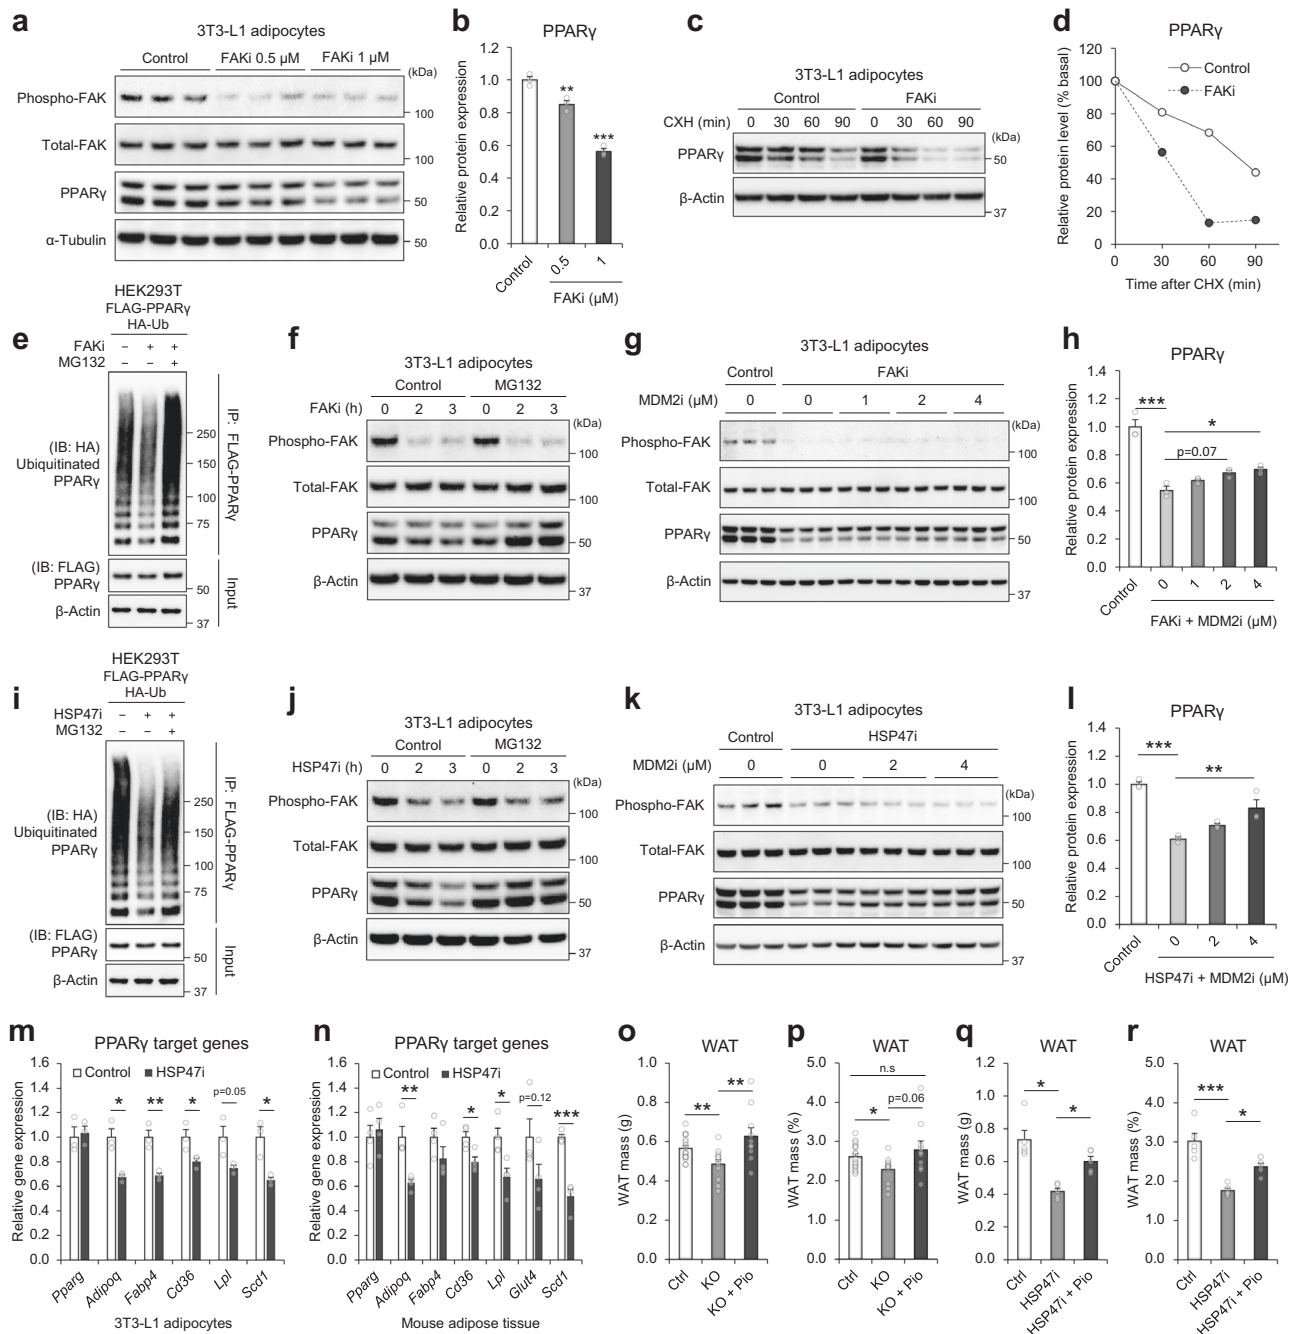 a
3T3-L1 adipocytes
Control FAKi 0.5 µM FAKi 1 µM
(kDa)
Phospho-FAK
100
Total-FAK
100
PPARγ
50
α-Tubulin
50
b
PPARγ
Relative protein expression
1.2
1.0
0.8
0.6
0.4
0.2
0.0
**
***
Control 0.5 1
FAKi (µM)
c
3T3-L1 adipocytes
Control FAKi
CXH (min) 0 30 60 90 0 30 60 90
(kDa)
PPARγ
50
β-Actin
37
d
PPARγ
Relative protein level (% basal)
120
100
80
60
40
20
0
Control
FAKi
0 30 60 90
Time after CHX (min)
e
HEK293T
FLAG-PPARγ
HA-Ub
FAKi – + +
MG132 – – +
(IB: HA)
Ubiquitinated
PPARγ
250
150
100
75
IP: FLAG-PPARγ
(IB: FLAG)
PPARγ
50
β-Actin
37
Input
f
3T3-L1 adipocytes
Control MG132
FAKi (h) 0 2 3 0 2 3
(kDa)
Phospho-FAK
100
Total-FAK
100
PPARγ
50
β-Actin
37
g
3T3-L1 adipocytes
Control FAKi
MDM2i (µM) 0 0 1 2 4
(kDa)
Phospho-FAK
100
Total-FAK
100
PPARγ
50
β-Actin
37
h
PPARγ
Relative protein expression
1.4
1.2
1.0
0.8
0.6
0.4
0.2
0.0
***
*
p=0.07
Control 0 1 2 4
FAKi + MDM2i (µM)
i
HEK293T
FLAG-PPARγ
HA-Ub
HSP47i – + +
MG132 – – +
(IB: HA)
Ubiquitinated
PPARγ
250
150
100
75
IP: FLAG-PPARγ
(IB: FLAG)
PPARγ
50
β-Actin
37
Input
j
3T3-L1 adipocytes
Control MG132
HSP47i (h) 0 2 3 0 2 3
(kDa)
Phospho-FAK
100
Total-FAK
100
PPARγ
50
β-Actin
37
k
3T3-L1 adipocytes
Control HSP47i
MDM2i (µM) 0 0 2 4
(kDa)
Phospho-FAK
100
Total-FAK
100
PPARγ
50
β-Actin
37
l
PPARγ
Relative protein expression
1.4
1.2
1.0
0.8
0.6
0.4
0.2
0.0
***
**
Control 0 2 4
HSP47i + MDM2i (µM)
m
PPARγ target genes
Relative gene expression
1.6
1.4
1.2
1.0
0.8
0.6
0.4
0.2
0.0
Control HSP47i
* ** * p=0.05 *
Pparg Adipoq Fabp4 Cd36 Lpl Scd1
3T3-L1 adipocytes
n
PPARγ target genes
Relative gene expression
1.6
1.4
1.2
1.0
0.8
0.6
0.4
0.2
0.0
Control HSP47i
** * * p=0.12 ***
Pparg Adipoq Fabp4 Cd36 Lpl Glut4 Scd1
Mouse adipose tissue
o
WAT
WAT mass (g)
1.0
0.8
0.6
0.4
0.2
0.0
**
**
Ctrl KO KO + Pio
p
WAT
WAT mass (%)
5.0
4.0
3.0
2.0
1.0
0.0
n.s
*
p=0.06
Ctrl KO KO + Pio
q
WAT
WAT mass (g)
1.2
1.0
0.8
0.6
0.4
0.2
0.0
*
*
Ctrl HSP47i HSP47i + Pio
r
WAT
WAT mass (%)
5.0
4.0
3.0
2.0
1.0
0.0
***
*
Ctrl HSP47i HSP47i + Pio